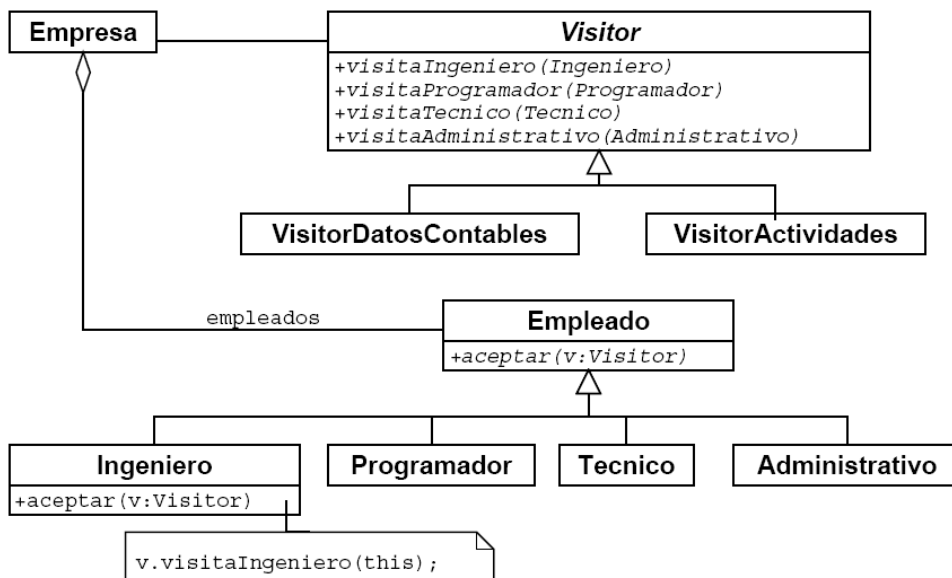 Empresa
Visitor
+visitaIngeniero(Ingeniero)
+visitaProgramador(Programador)
+visitaTecnico(Tecnico)
+visitaAdministrativo(Administrativo)
VisitorDatosContables
VisitorActividades
empleados
Empleado
+aceptar(v:Visitor)
Ingeniero
+aceptar(v:Visitor)
Programador
Tecnico
Administrativo
v.visitaIngeniero(this);